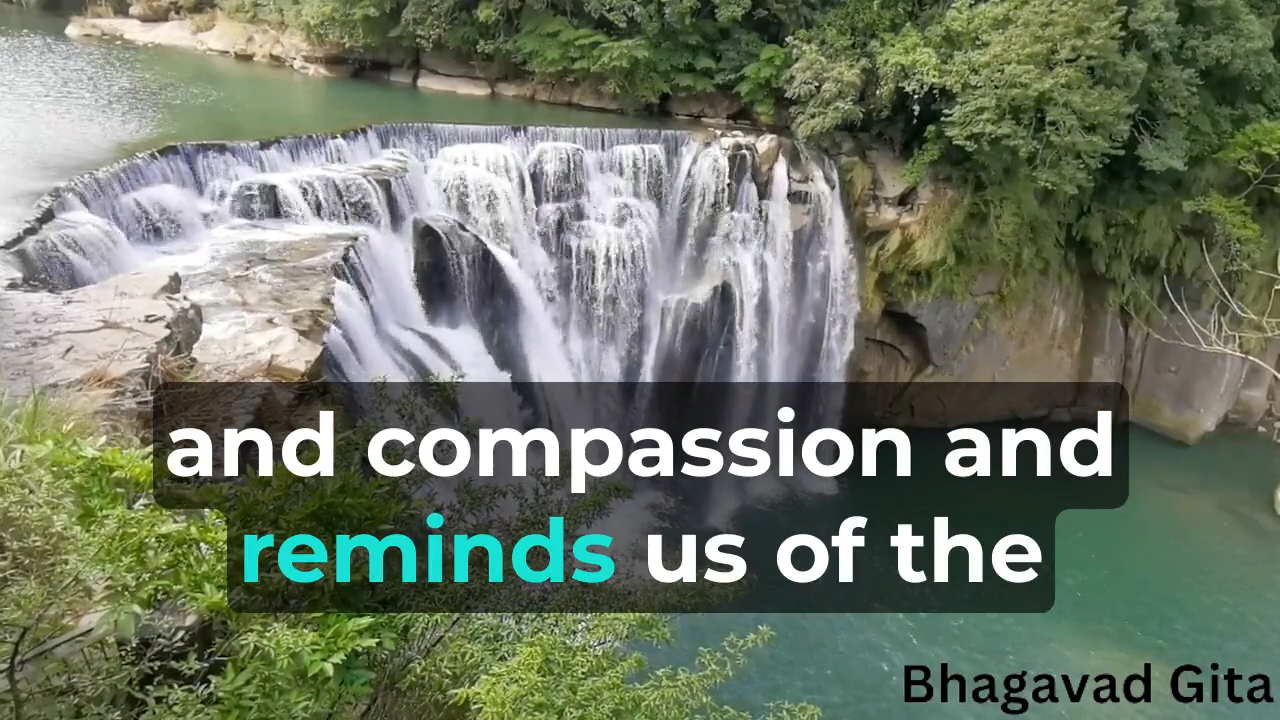 and compassion and
reminds us of the
Bhagavad Gita